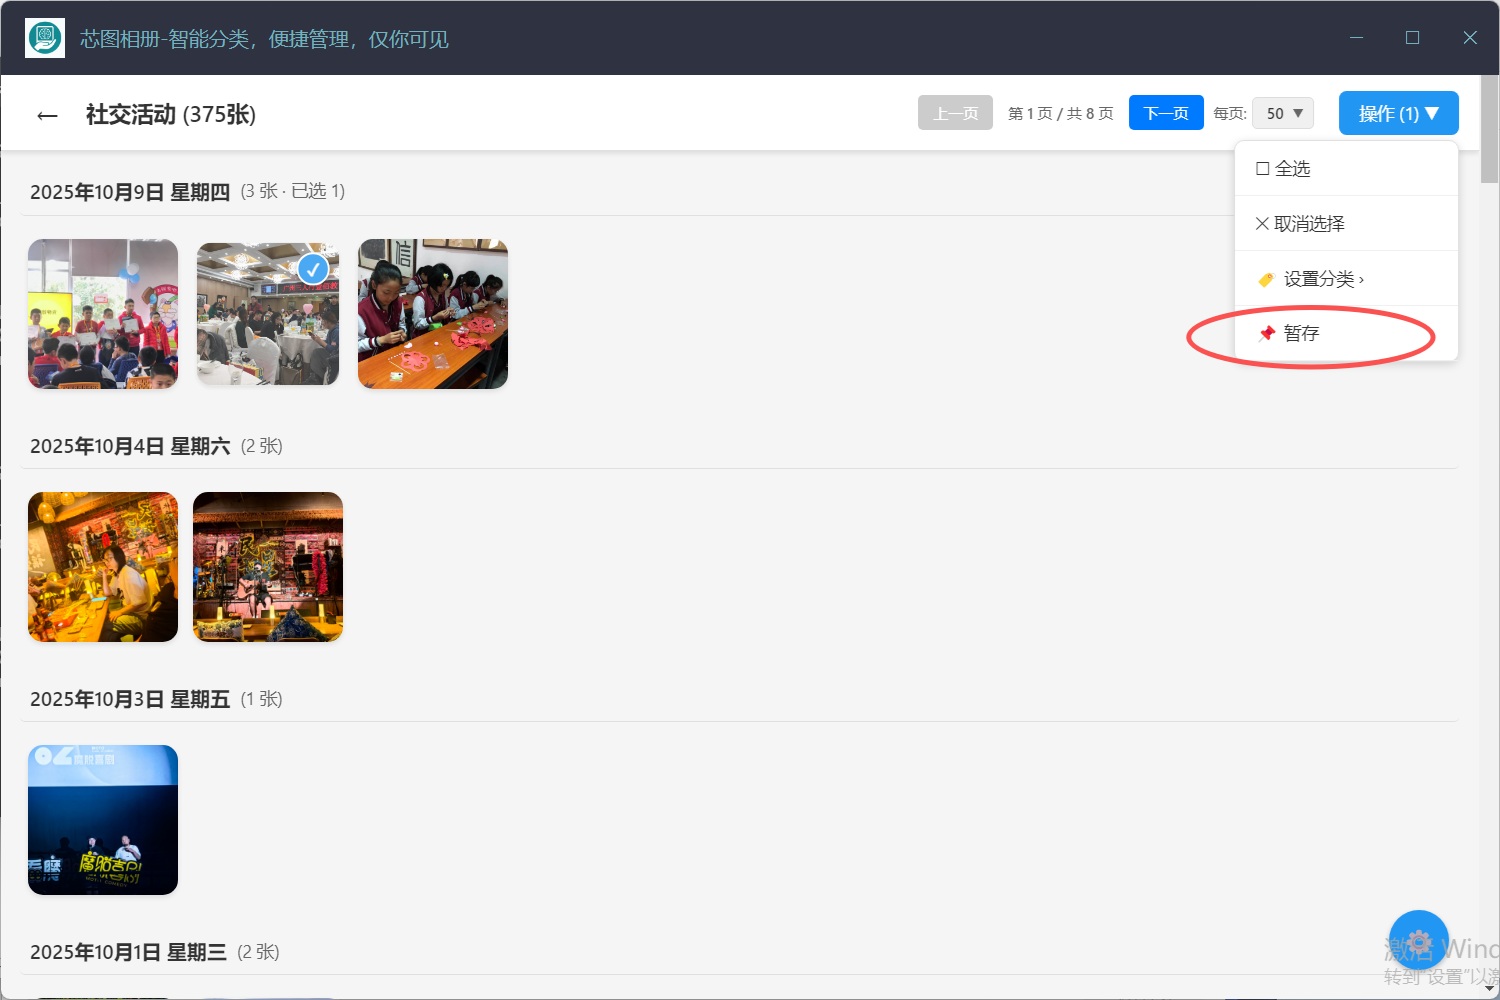 芯图相册-智能分类，便捷管理，仅你可见
← 社交活动 (375张)
上一页 第 1 页 / 共 8 页 下一页 每页: 50 ▼ 操作 (1) ▼
☐ 全选
✕ 取消选择
设置分类 ›
暂存
2025年10月9日 星期四 (3 张 · 已选 1)
信
2025年10月4日 星期六 (2 张)
2025年10月3日 星期五 (1 张)
2025年10月1日 星期三 (2 张)
激活 Wind
转到"设置"以激